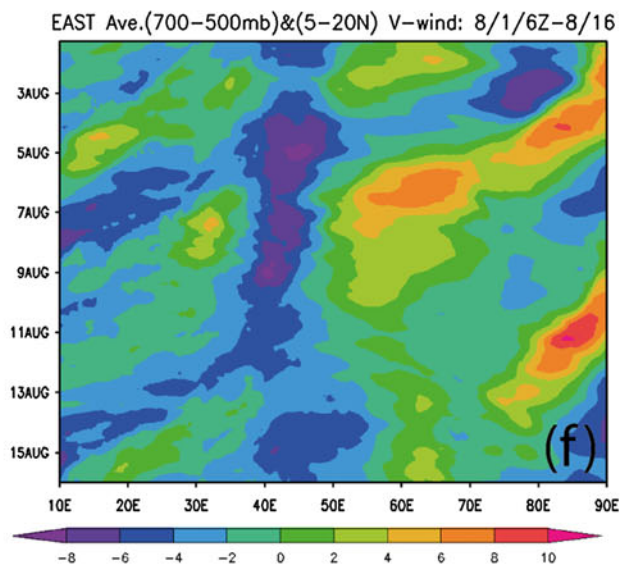 EAST Ave.(700-500mb)&(5-20N) V-wind: 8/1/6Z-8/16
3AUG
5AUG
7AUG
9AUG
11AUG
13AUG
15AUG
(f)
10E 20E 30E 40E 50E 60E 70E 80E 90E
-8 -6 -4 -2 0 2 4 6 8 10